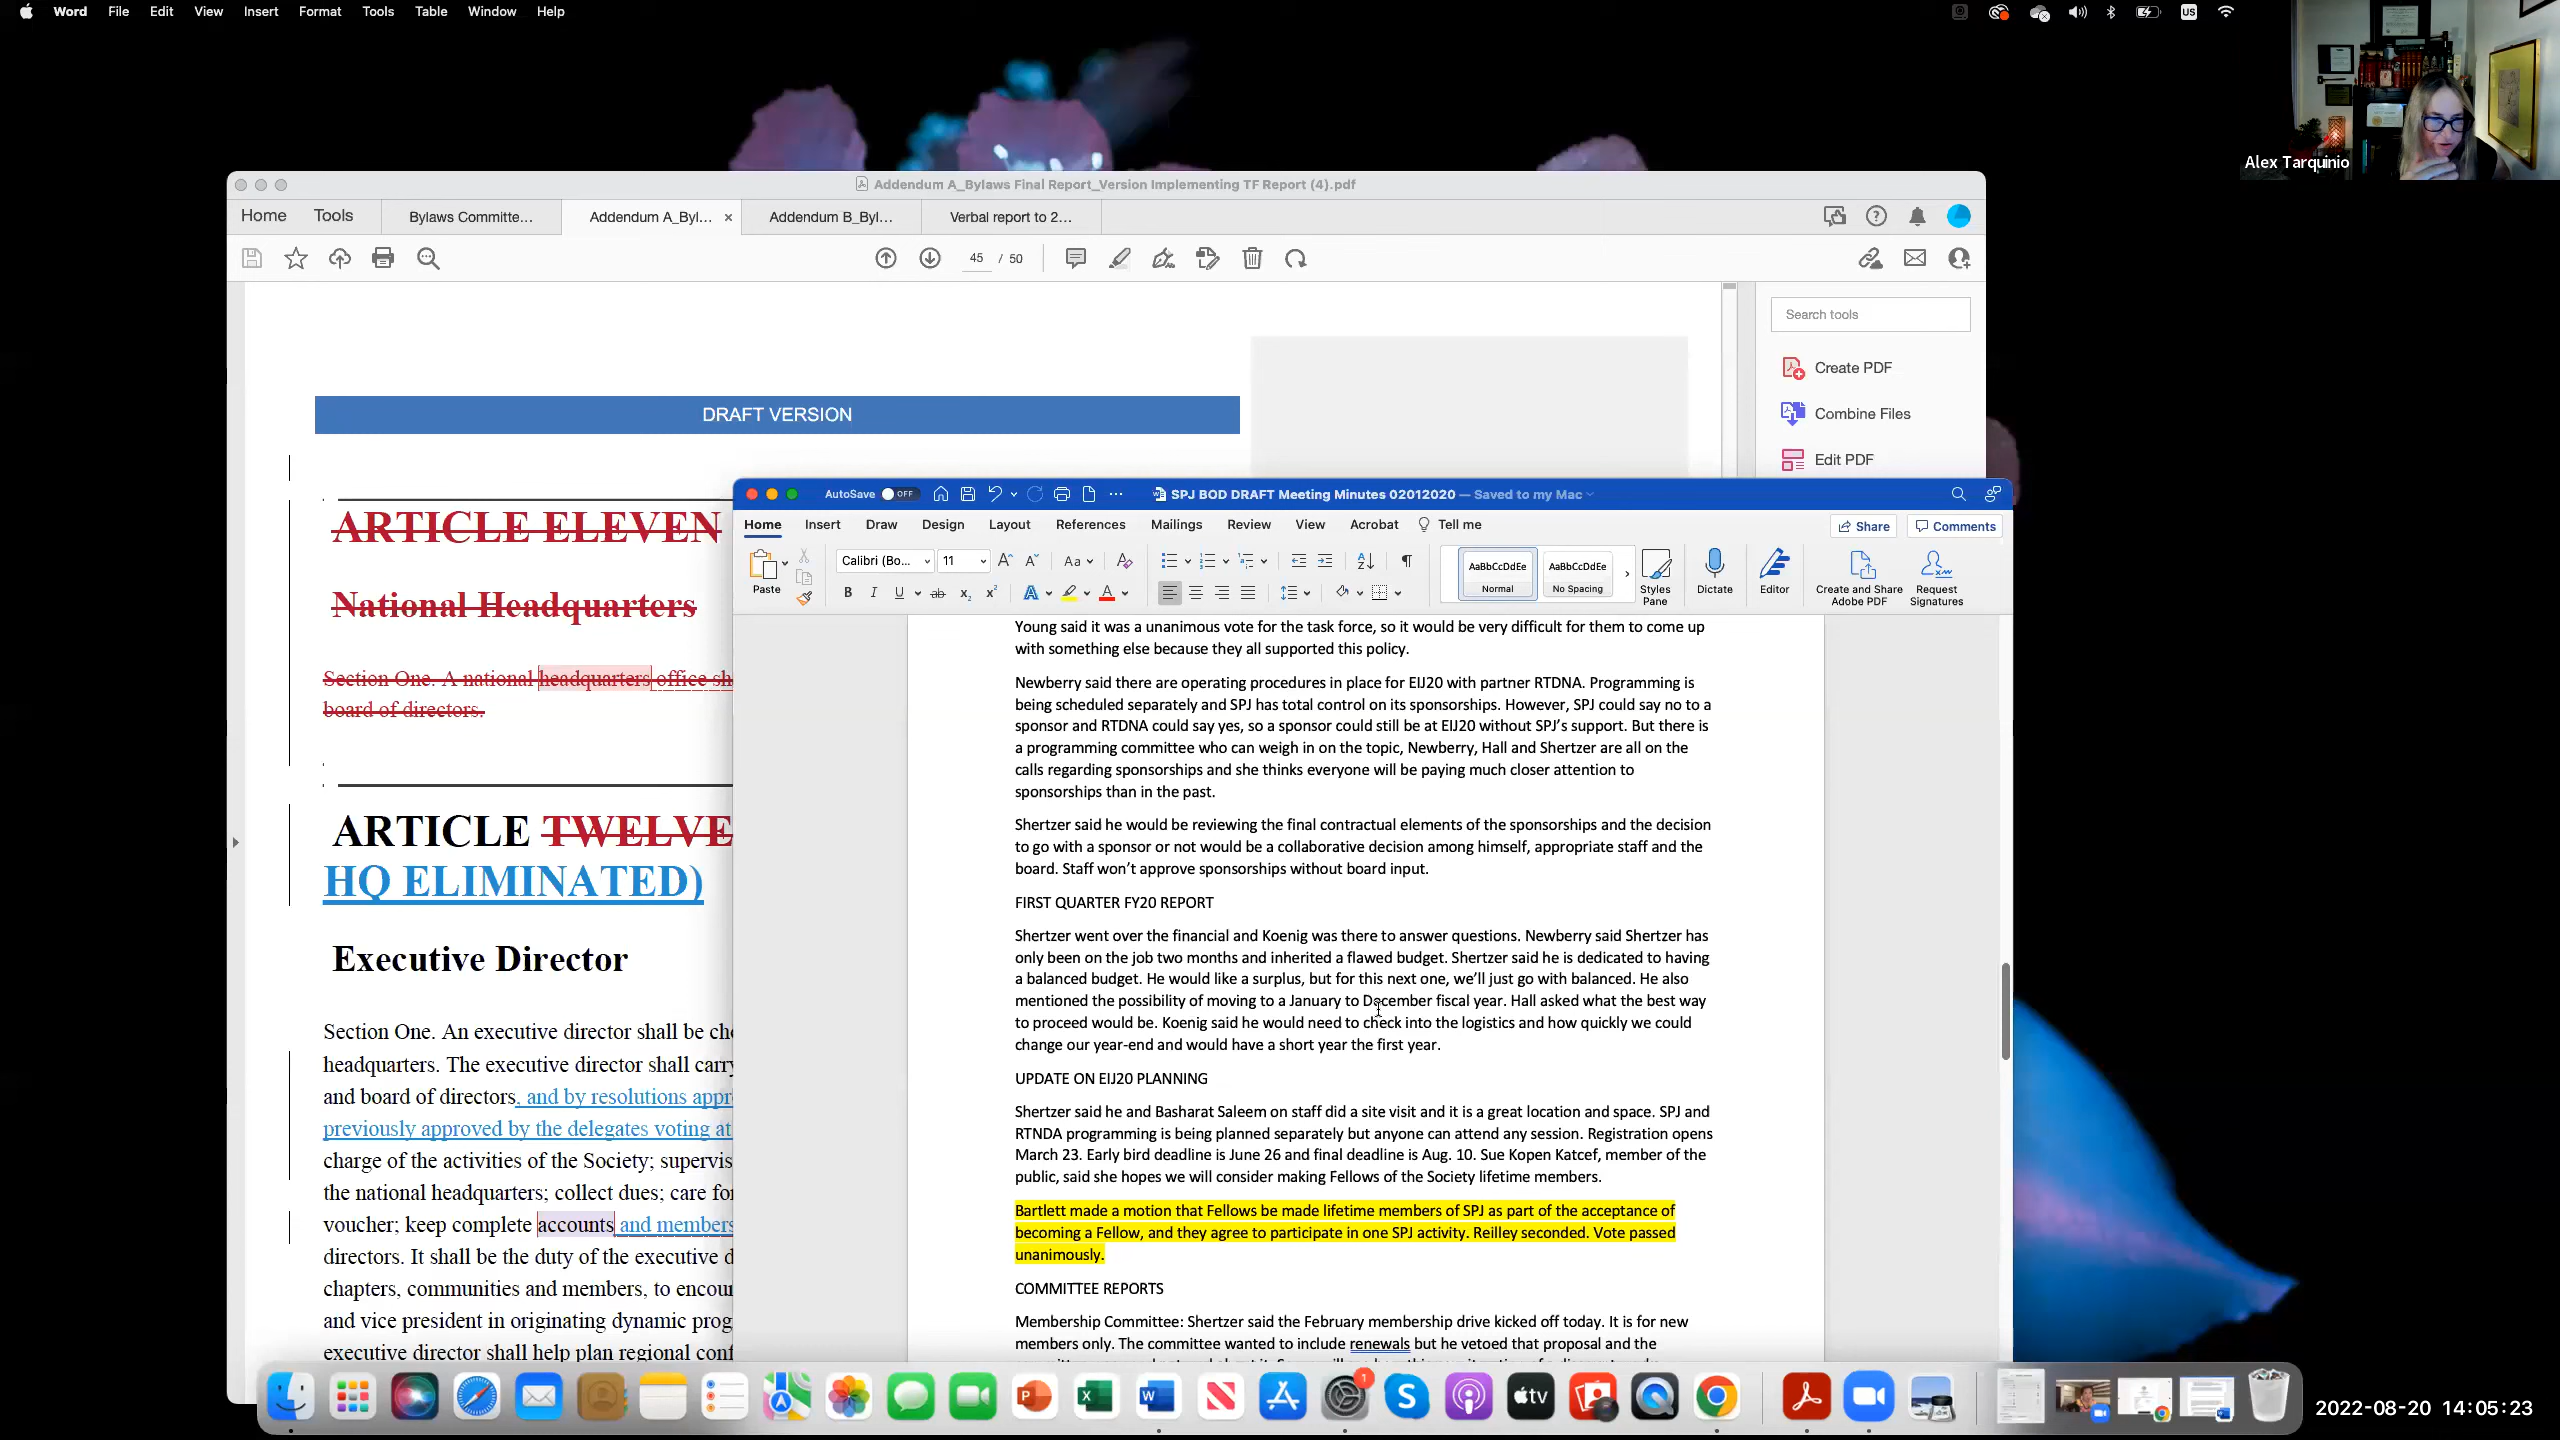 Word File Edit View Insert Format Tools Table Window Help
US
Alex Tarquinio
Addendum A_Bylaws Final Report_Version Implementing TF Report (4).pdf
Home Tools Bylaws Committe... Addendum A_Byl... × Addendum B_Byl... Verbal report to 2...
45 / 50
Search tools
Create PDF
Combine Files
Edit PDF
DRAFT VERSION
ARTICLE ELEVEN
National Headquarters
Section One. A national headquarters office sh
board of directors.
ARTICLE TWELVE
HQ ELIMINATED)
Executive Director
Section One. An executive director shall be ch
headquarters. The executive director shall carry
and board of directors, and by resolutions appr
previously approved by the delegates voting at
charge of the activities of the Society; supervis
the national headquarters; collect dues; care for
voucher; keep complete accounts and members
directors. It shall be the duty of the executive d
chapters, communities and members, to encour
and vice president in originating dynamic prog
executive director shall help plan regional conf
AutoSave OFF ... SPJ BOD DRAFT Meeting Minutes 02012020 — Saved to my Mac
Home Insert Draw Design Layout References Mailings Review View Acrobat Tell me Share Comments
Paste Calibri (Bo... 11 AaBbCcDdEe Normal AaBbCcDdEe No Spacing Styles Pane Dictate Editor Create and Share Adobe PDF Request Signatures
Young said it was a unanimous vote for the task force, so it would be very difficult for them to come up
with something else because they all supported this policy.
Newberry said there are operating procedures in place for EIJ20 with partner RTDNA. Programming is
being scheduled separately and SPJ has total control on its sponsorships. However, SPJ could say no to a
sponsor and RTDNA could say yes, so a sponsor could still be at EIJ20 without SPJ's support. But there is
a programming committee who can weigh in on the topic, Newberry, Hall and Shertzer are all on the
calls regarding sponsorships and she thinks everyone will be paying much closer attention to
sponsorships than in the past.
Shertzer said he would be reviewing the final contractual elements of the sponsorships and the decision
to go with a sponsor or not would be a collaborative decision among himself, appropriate staff and the
board. Staff won't approve sponsorships without board input.
FIRST QUARTER FY20 REPORT
Shertzer went over the financial and Koenig was there to answer questions. Newberry said Shertzer has
only been on the job two months and inherited a flawed budget. Shertzer said he is dedicated to having
a balanced budget. He would like a surplus, but for this next one, we'll just go with balanced. He also
mentioned the possibility of moving to a January to December fiscal year. Hall asked what the best way
to proceed would be. Koenig said he would need to check into the logistics and how quickly we could
change our year-end and would have a short year the first year.
UPDATE ON EIJ20 PLANNING
Shertzer said he and Basharat Saleem on staff did a site visit and it is a great location and space. SPJ and
RTNDA programming is being planned separately but anyone can attend any session. Registration opens
March 23. Early bird deadline is June 26 and final deadline is Aug. 10. Sue Kopen Katcef, member of the
public, said she hopes we will consider making Fellows of the Society lifetime members.
Bartlett made a motion that Fellows be made lifetime members of SPJ as part of the acceptance of
becoming a Fellow, and they agree to participate in one SPJ activity. Reilley seconded. Vote passed
unanimously.
COMMITTEE REPORTS
Membership Committee: Shertzer said the February membership drive kicked off today. It is for new
members only. The committee wanted to include renewals but he vetoed that proposal and the
1
tv
2022-08-20 14:05:23